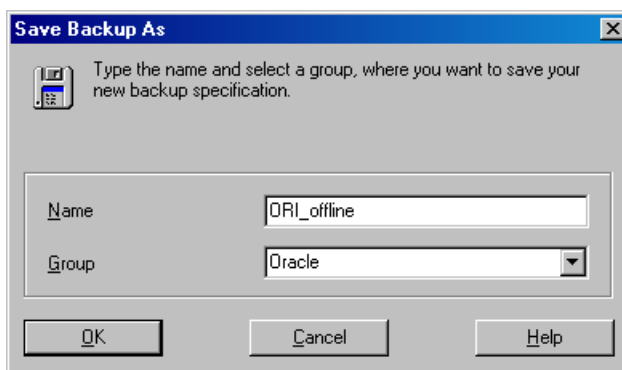 Save Backup As
Type the name and select a group, where you want to save your
new backup specification.
Name
ORI_offline
Group
Oracle
OK
Cancel
Help